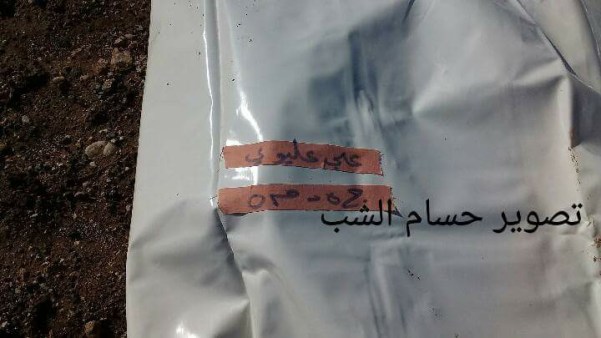 علي عليوي
تصوير حسام الشب